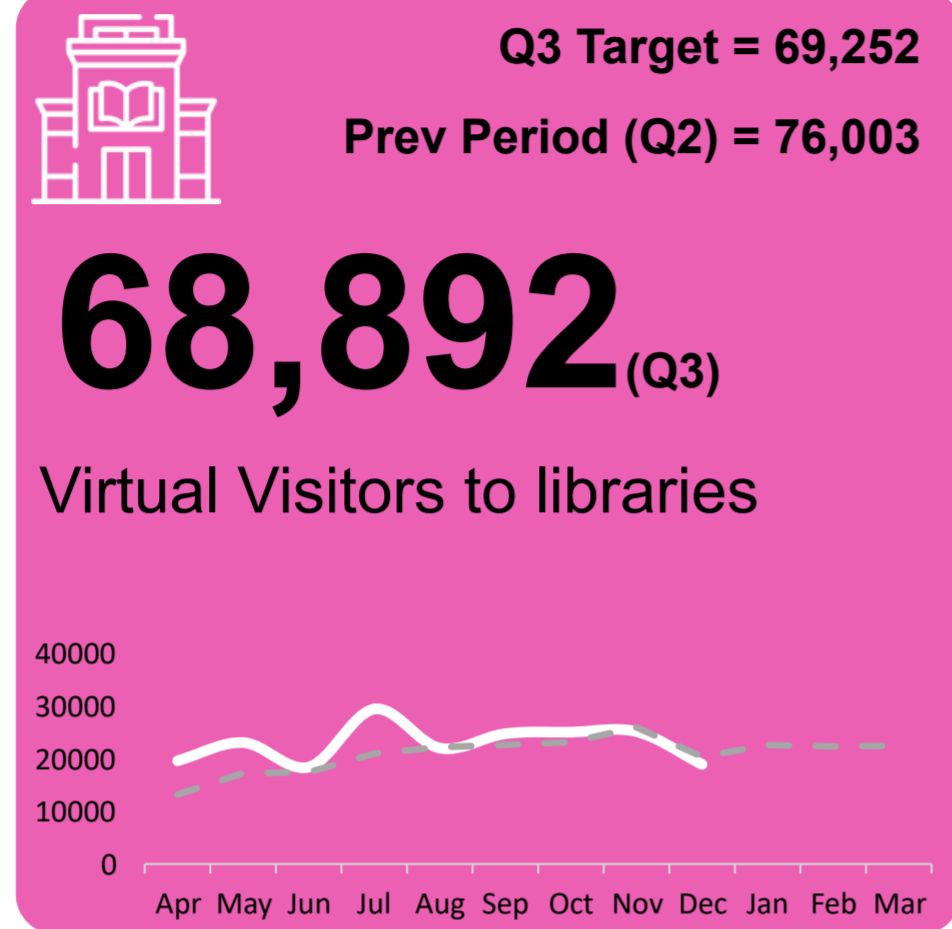 Q3 Target = 69,252
Prev Period (Q2) = 76,003
68,892 (Q3)
Virtual Visitors to libraries
40000
30000
20000
10000
0
Apr May Jun Jul Aug Sep Oct Nov Dec Jan Feb Mar